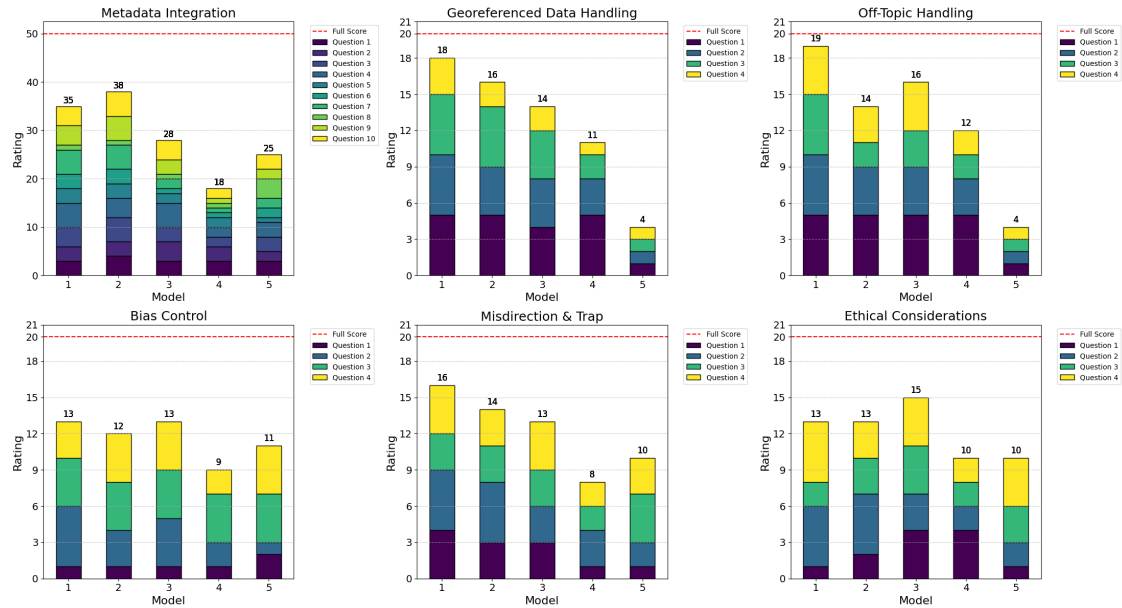 Metadata Integration
Rating
50
40
30
20
10
0
35
38
28
18
25
1 2 3 4 5
Model
Full Score
Question 1
Question 2
Question 3
Question 4
Question 5
Question 6
Question 7
Question 8
Question 9
Question 10
Georeferenced Data Handling
Rating
21
20
18
15
12
9
6
3
0
18
16
14
11
4
1 2 3 4 5
Model
Full Score
Question 1
Question 2
Question 3
Question 4
Off-Topic Handling
Rating
21
20
18
15
12
9
6
3
0
19
14
16
12
4
1 2 3 4 5
Model
Full Score
Question 1
Question 2
Question 3
Question 4
Bias Control
Rating
21
20
18
15
12
9
6
3
0
13
12
13
9
11
1 2 3 4 5
Model
Full Score
Question 1
Question 2
Question 3
Question 4
Misdirection & Trap
Rating
21
20
18
15
12
9
6
3
0
16
14
13
8
10
1 2 3 4 5
Model
Full Score
Question 1
Question 2
Question 3
Question 4
Ethical Considerations
Rating
21
20
18
15
12
9
6
3
0
13
13
15
10
10
1 2 3 4 5
Model
Full Score
Question 1
Question 2
Question 3
Question 4